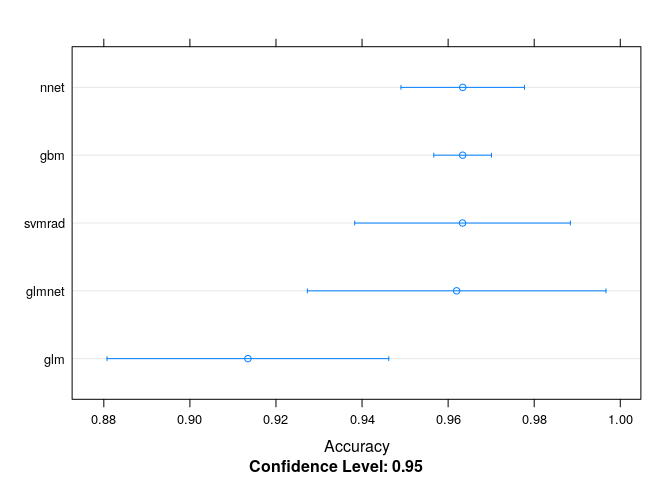 nnet
gbm
svmrad
glmnet
glm
0.88 0.90 0.92 0.94 0.96 0.98 1.00
Accuracy
Confidence Level: 0.95